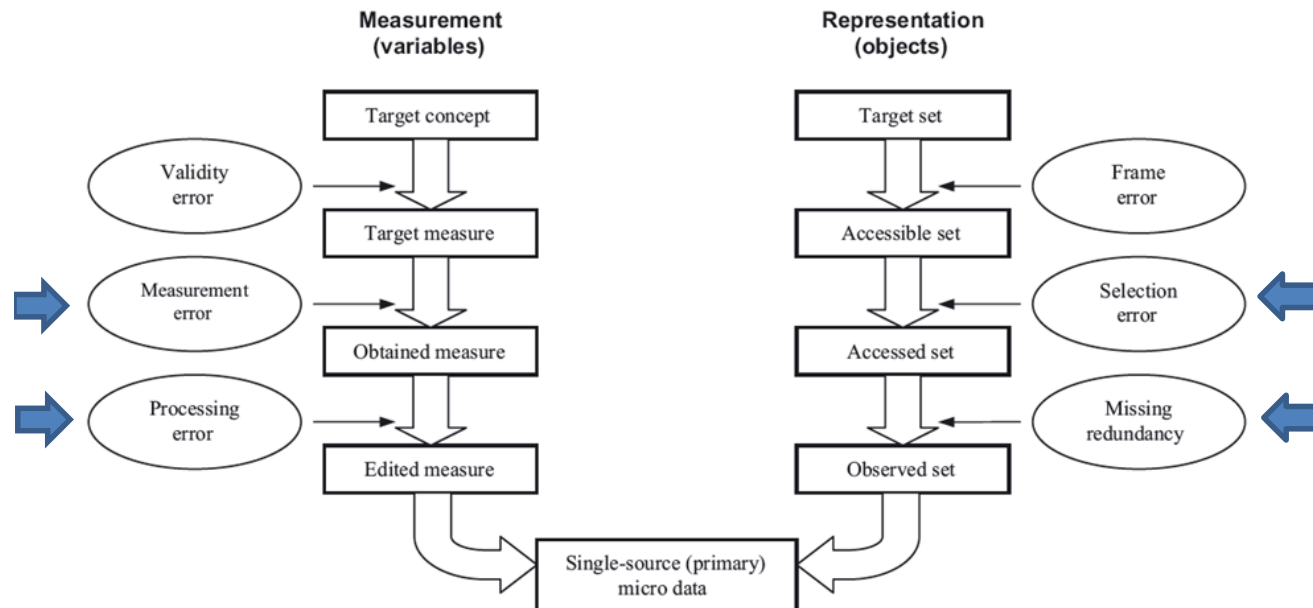 Measurement
(variables)
Representation
(objects)
Target concept
Target set
Validity
error
Frame
error
Target measure
Accessible set
Measurement
error
Selection
error
Obtained measure
Accessed set
Processing
error
Missing
redundancy
Edited measure
Observed set
Single-source (primary)
micro data